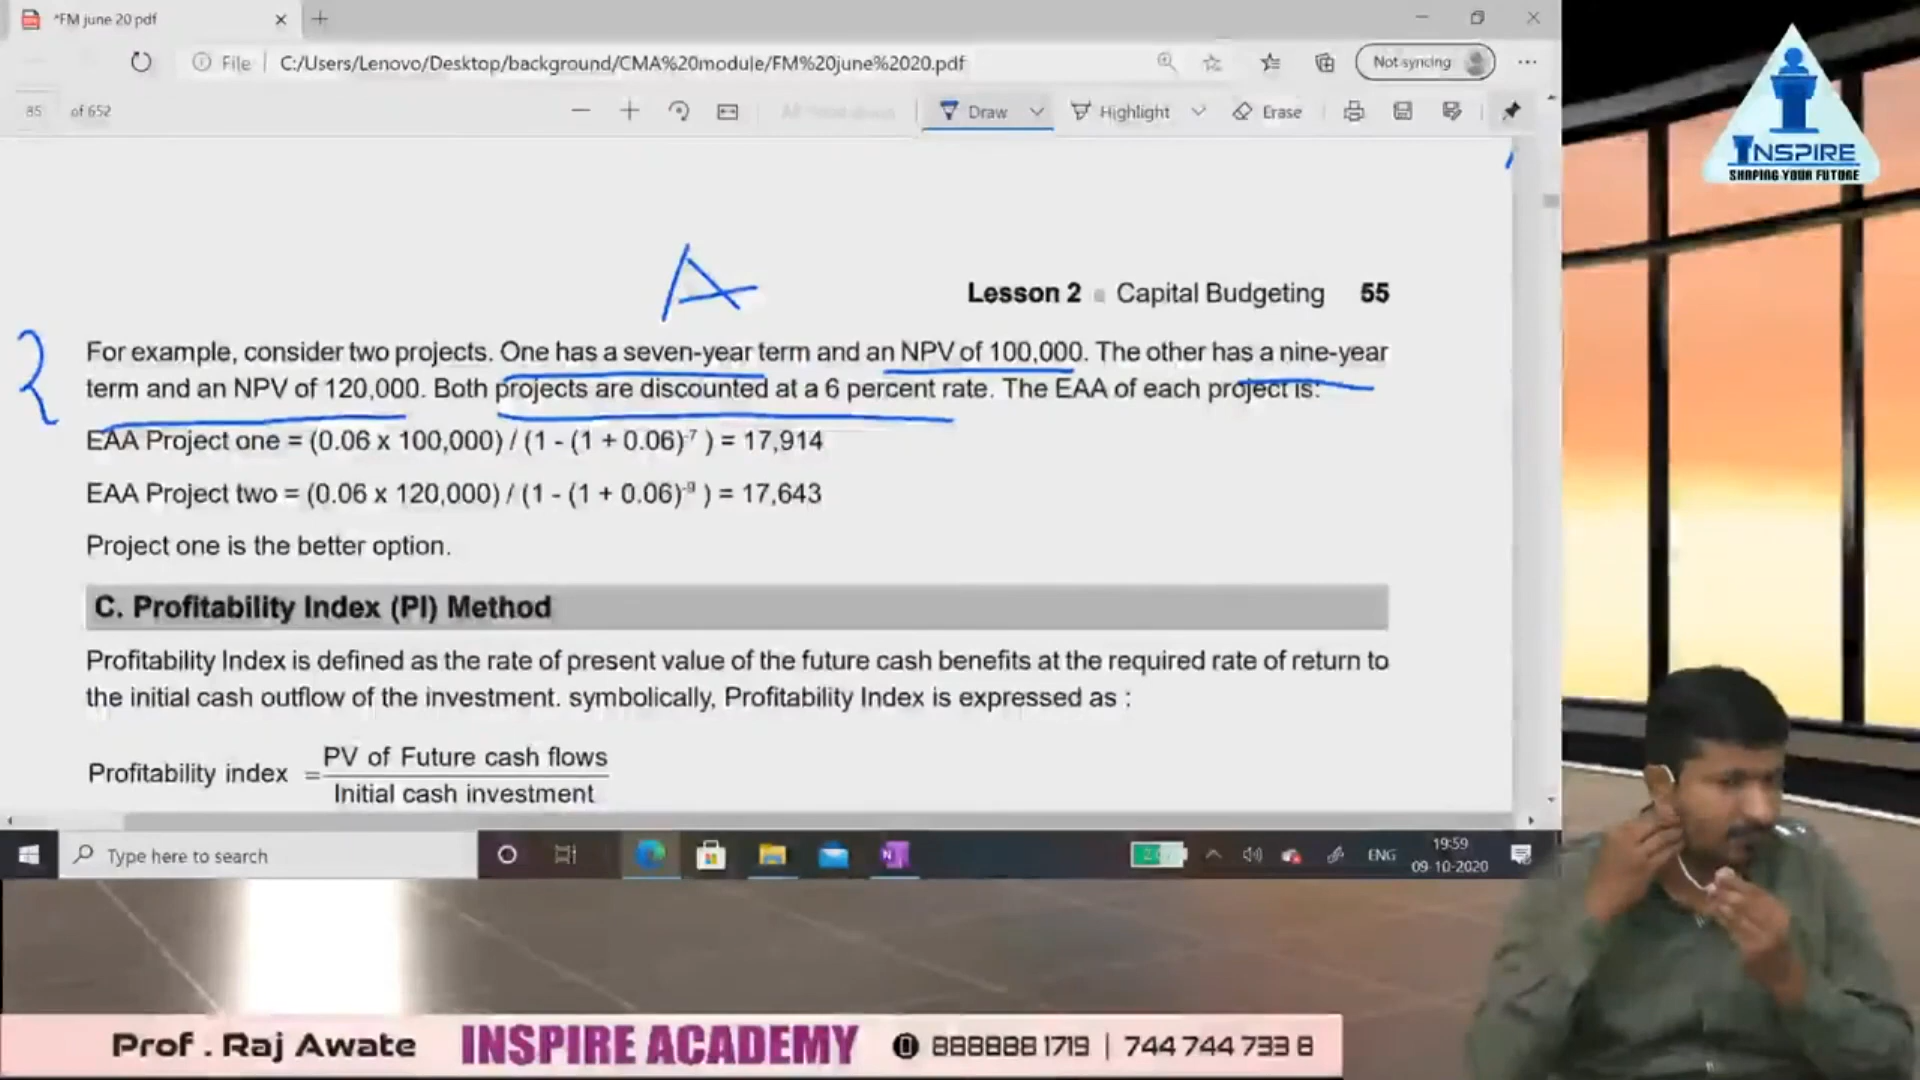 *FM june 20 pdf
File C:/Users/Lenovo/Desktop/background/CMA%20module/FM%20june%2020.pdf
Not syncing
85 of 652
Draw Highlight Erase
INSPIRE
SHAPING YOUR FUTURE
A
Lesson 2 Capital Budgeting 55
For example, consider two projects. One has a seven-year term and an NPV of 100,000. The other has a nine-year
term and an NPV of 120,000. Both projects are discounted at a 6 percent rate. The EAA of each project is:
EAA Project one = (0.06 x 100,000) / (1 - (1 + 0.06)⁻⁷ ) = 17,914
EAA Project two = (0.06 x 120,000) / (1 - (1 + 0.06)⁻⁹ ) = 17,643
Project one is the better option.
C. Profitability Index (PI) Method
Profitability Index is defined as the rate of present value of the future cash benefits at the required rate of return to
the initial cash outflow of the investment. symbolically, Profitability Index is expressed as :
PV of Future cash flows
Profitability index =
Initial cash investment
Type here to search
ENG
19:59
09-10-2020
Prof . Raj Awate INSPIRE ACADEMY 888888 1719 | 744 744 733 8